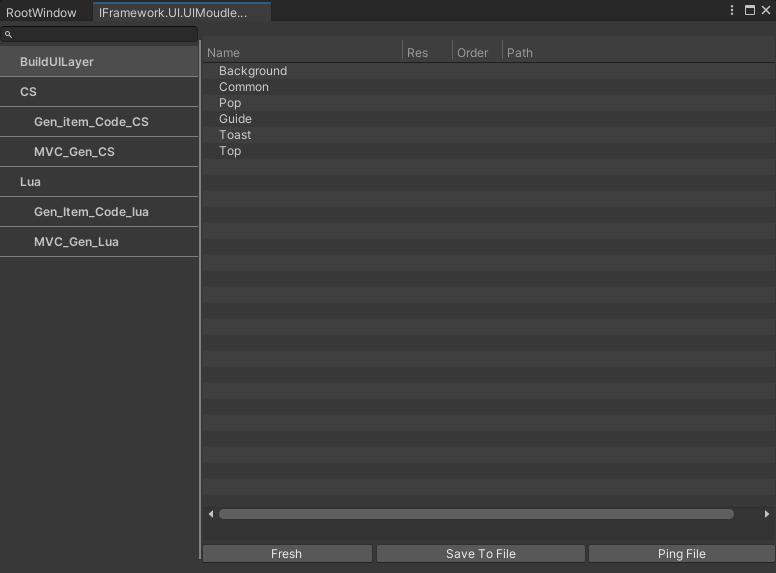 RootWindow
IFramework.UI.UIMoudle...
BuildUILayer
CS
Gen_item_Code_CS
MVC_Gen_CS
Lua
Gen_Item_Code_lua
MVC_Gen_Lua
Name Res Order Path
Background
Common
Pop
Guide
Toast
Top
Fresh
Save To File
Ping File